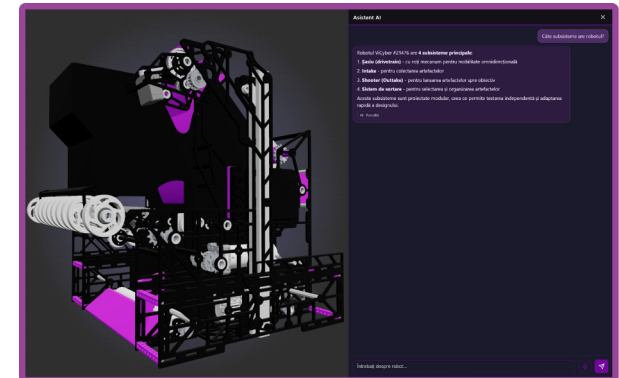 Asistent AI
Câte subsisteme are robotul?
Robotul ViCyber #23476 are 4 subsisteme principale:
1. Șasiu (drivetrain) - cu roți mecanum pentru mobilitate omnidirecțională
2. Intake - pentru colectarea artefactelor
3. Shooter (Outtake) - pentru lansarea artefactelor spre obiectiv
4. Sistem de sortare - pentru selectarea și organizarea artefactelor
Aceste subsisteme sunt proiectate modular, ceea ce permite testarea independentă și adaptarea
rapidă a designului.
Ascultă
Întrebați despre robot...